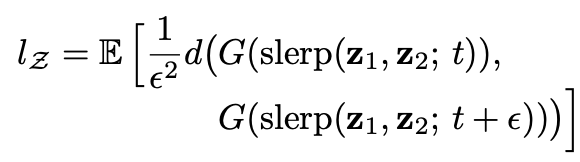 l_𝒵 = 𝔼 [ 1/ϵ² d(G(slerp(𝐳₁, 𝐳₂; t)),
G(slerp(𝐳₁, 𝐳₂; t + ϵ))) ]